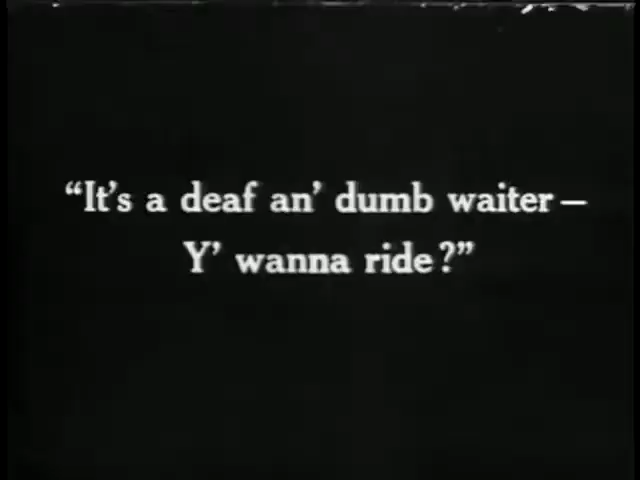 “It’s a deaf an’ dumb waiter—
Y’ wanna ride?”